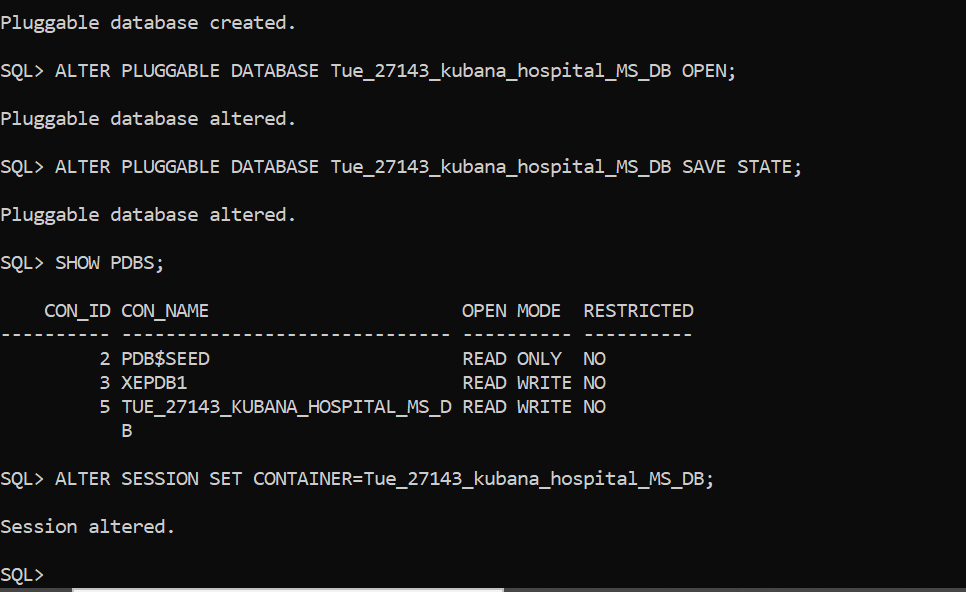 Pluggable database created.
SQL> ALTER PLUGGABLE DATABASE Tue_27143_kubana_hospital_MS_DB OPEN;
Pluggable database altered.
SQL> ALTER PLUGGABLE DATABASE Tue_27143_kubana_hospital_MS_DB SAVE STATE;
Pluggable database altered.
SQL> SHOW PDBS;
    CON_ID CON_NAME                       OPEN MODE  RESTRICTED
---------- ------------------------------ ---------- ----------
         2 PDB$SEED                       READ ONLY  NO
         3 XEPDB1                         READ WRITE NO
         5 TUE_27143_KUBANA_HOSPITAL_MS_D READ WRITE NO
           B
SQL> ALTER SESSION SET CONTAINER=Tue_27143_kubana_hospital_MS_DB;
Session altered.
SQL>